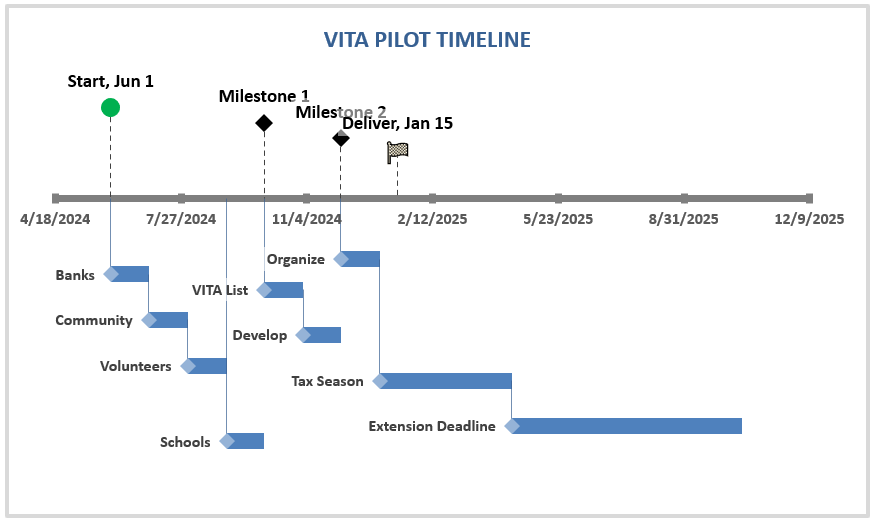 VITA PILOT TIMELINE
Start, Jun 1
Milestone 1
Milestone 2
Deliver, Jan 15
4/18/2024 7/27/2024 11/4/2024 2/12/2025 5/23/2025 8/31/2025 12/9/2025
Organize
Banks
VITA List
Community
Develop
Volunteers
Tax Season
Extension Deadline
Schools